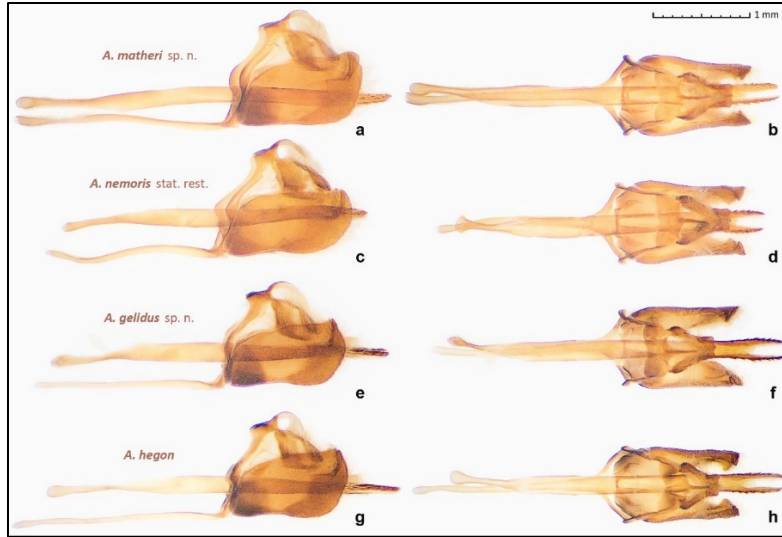 1 mm
A. matheri sp. n.
a
b
A. nemoris stat. rest.
c
d
A. gelidus sp. n.
e
f
A. hegon
g
h